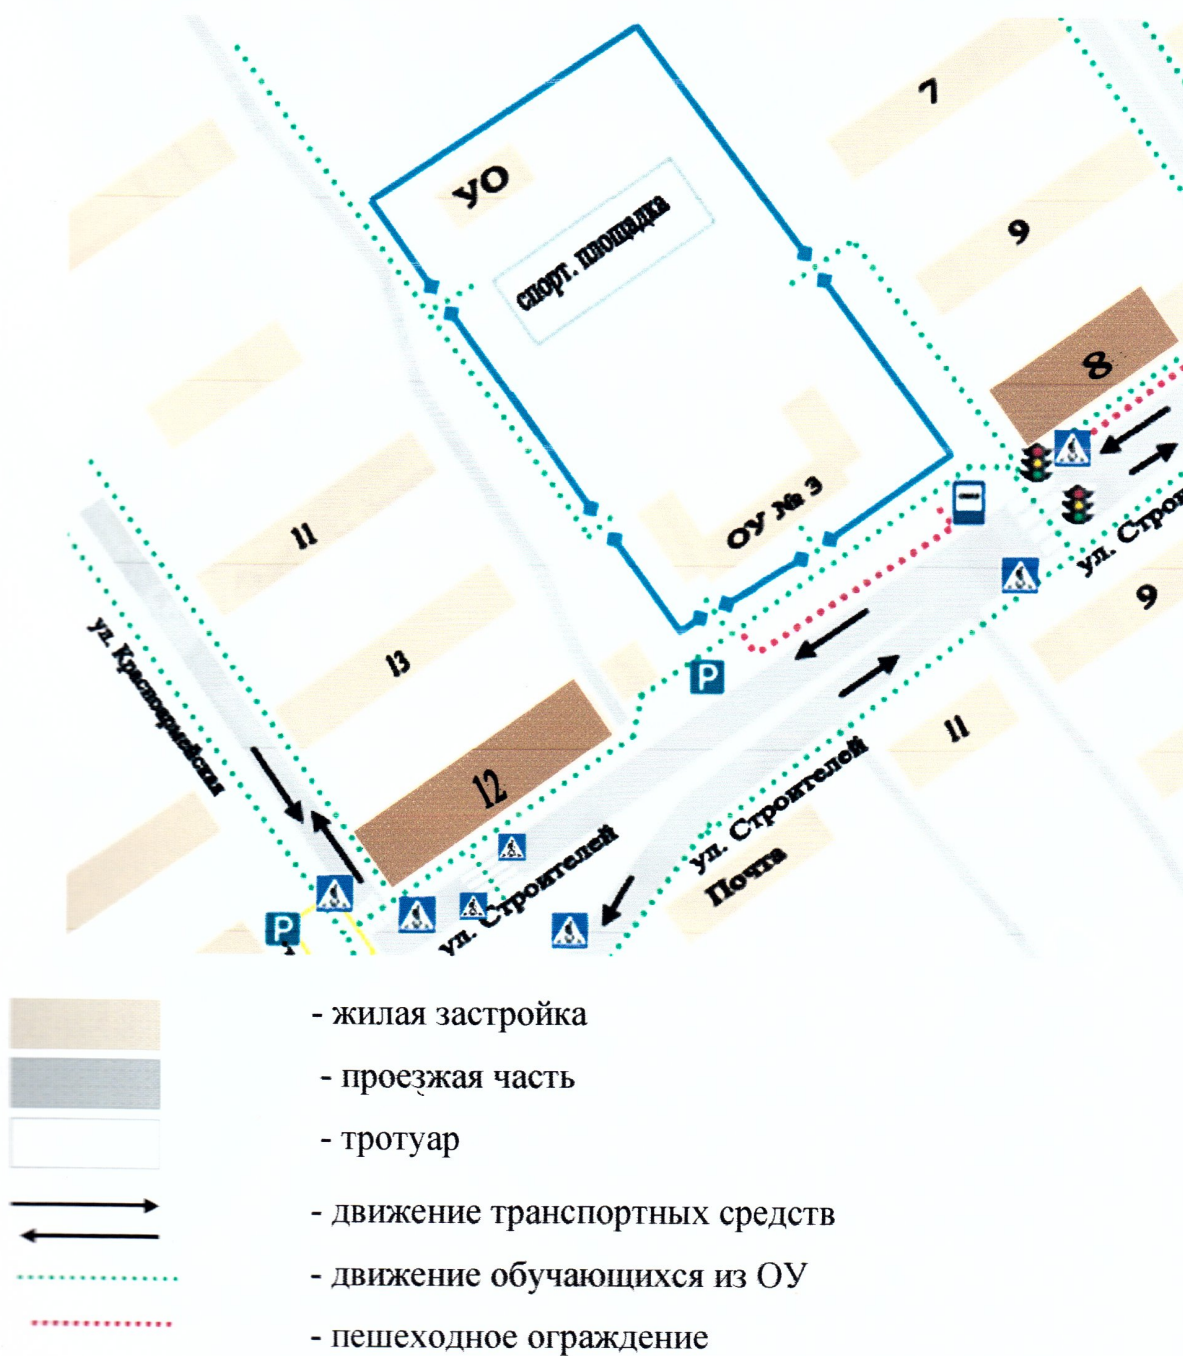 7
УО
спорт. площадка
9
8
ОУ № 3
11
ул. Строи
9
13
ул. Красноармейская
P
11
12
ул. Строителей
ул. Строителей
Почта
P
- жилая застройка
- проезжая часть
- тротуар
- движение транспортных средств
- движение обучающихся из ОУ
- пешеходное ограждение